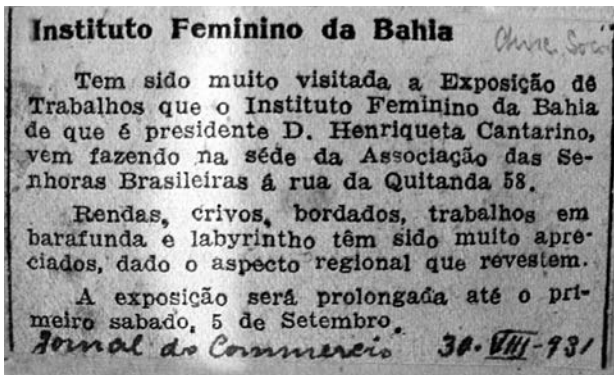 Instituto Feminino da Bahia
Tem sido muito visitada a Exposição de
Trabalhos que o Instituto Feminino da Bahia
de que é presidente D. Henriqueta Cantarino,
vem fazendo na séde da Associação das Se-
nhoras Brasileiras á rua da Quitanda 58.
Rendas, crivos, bordados, trabalhos em
barafunda e labyrintho têm sido muito apre-
ciados, dado o aspecto regional que revestem.
A exposição será prolongada até o pri-
meiro sabado, 5 de Setembro.
Jornal do Commercio 30-VIII-931